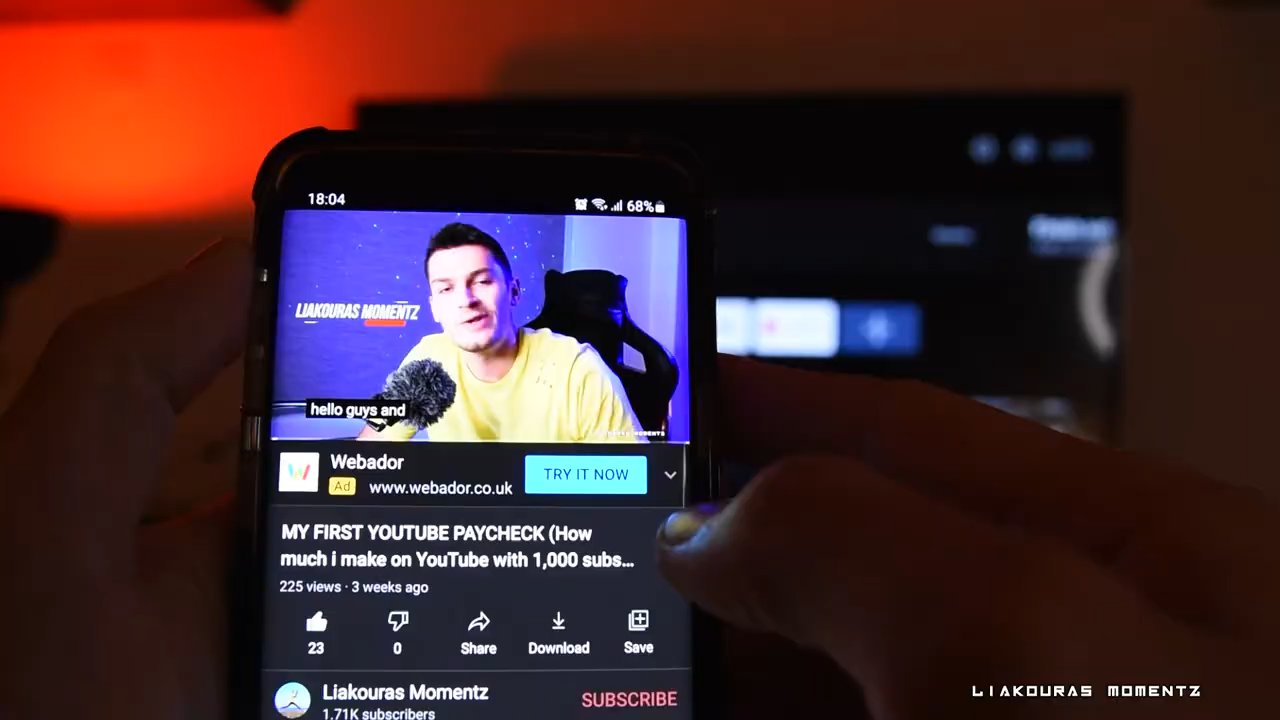 18:04
68%
LIAKOURAS MOMENTZ
hello guys and
Webador
Ad www.webador.co.uk
TRY IT NOW
MY FIRST YOUTUBE PAYCHECK (How
much i make on YouTube with 1,000 subs...
225 views · 3 weeks ago
23 0 Share Download Save
Liakouras Momentz
1.71K subscribers
SUBSCRIBE
LIAKOURAS MOMENTZ